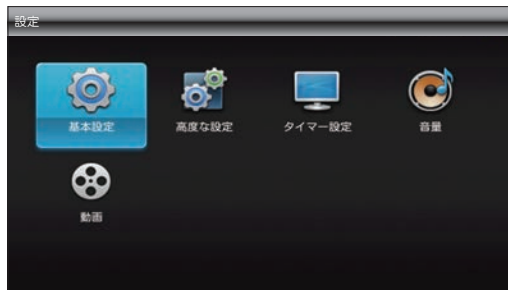 設定
基本設定
高度な設定
タイマー設定
音量
動画